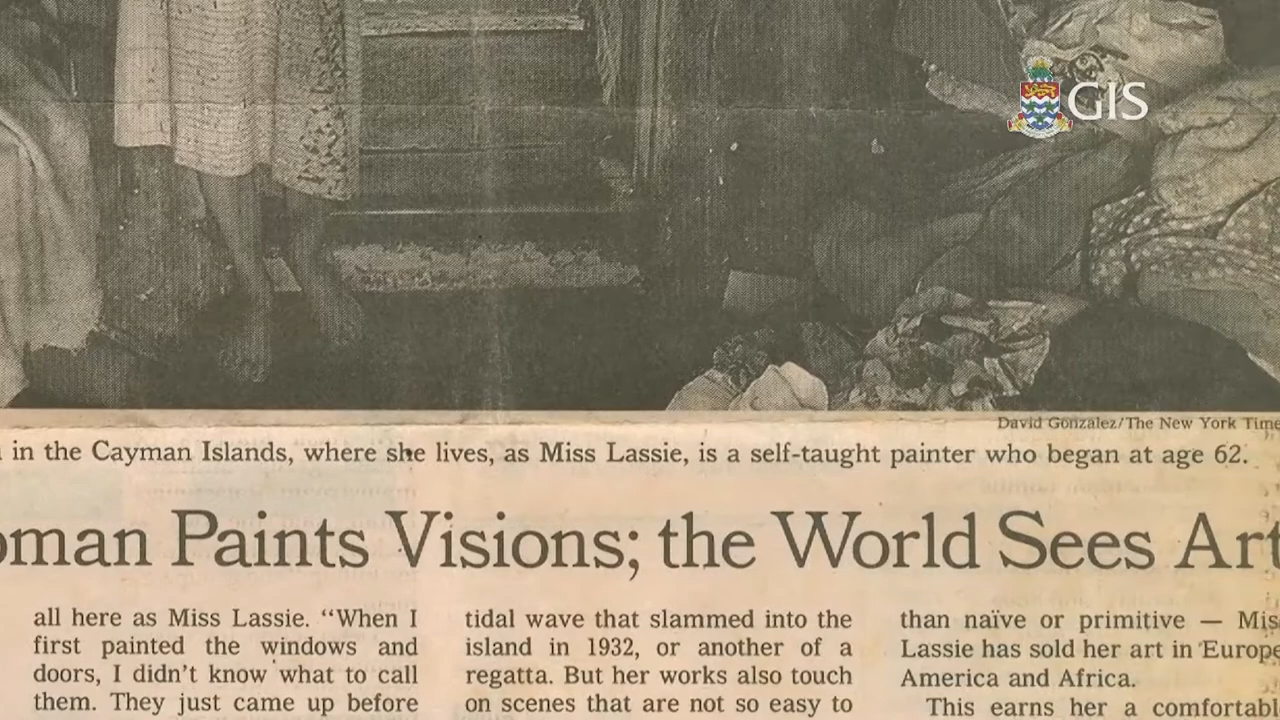 GIS
David Gonzalez/The New York Time
in the Cayman Islands, where she lives, as Miss Lassie, is a self-taught painter who began at age 62.
oman Paints Visions; the World Sees Art
all here as Miss Lassie. “When I
first painted the windows and
doors, I didn’t know what to call
them. They just came up before
tidal wave that slammed into the
island in 1932, or another of a
regatta. But her works also touch
on scenes that are not so easy to
than naïve or primitive — Mis
Lassie has sold her art in Europe
America and Africa.
This earns her a comfortabl